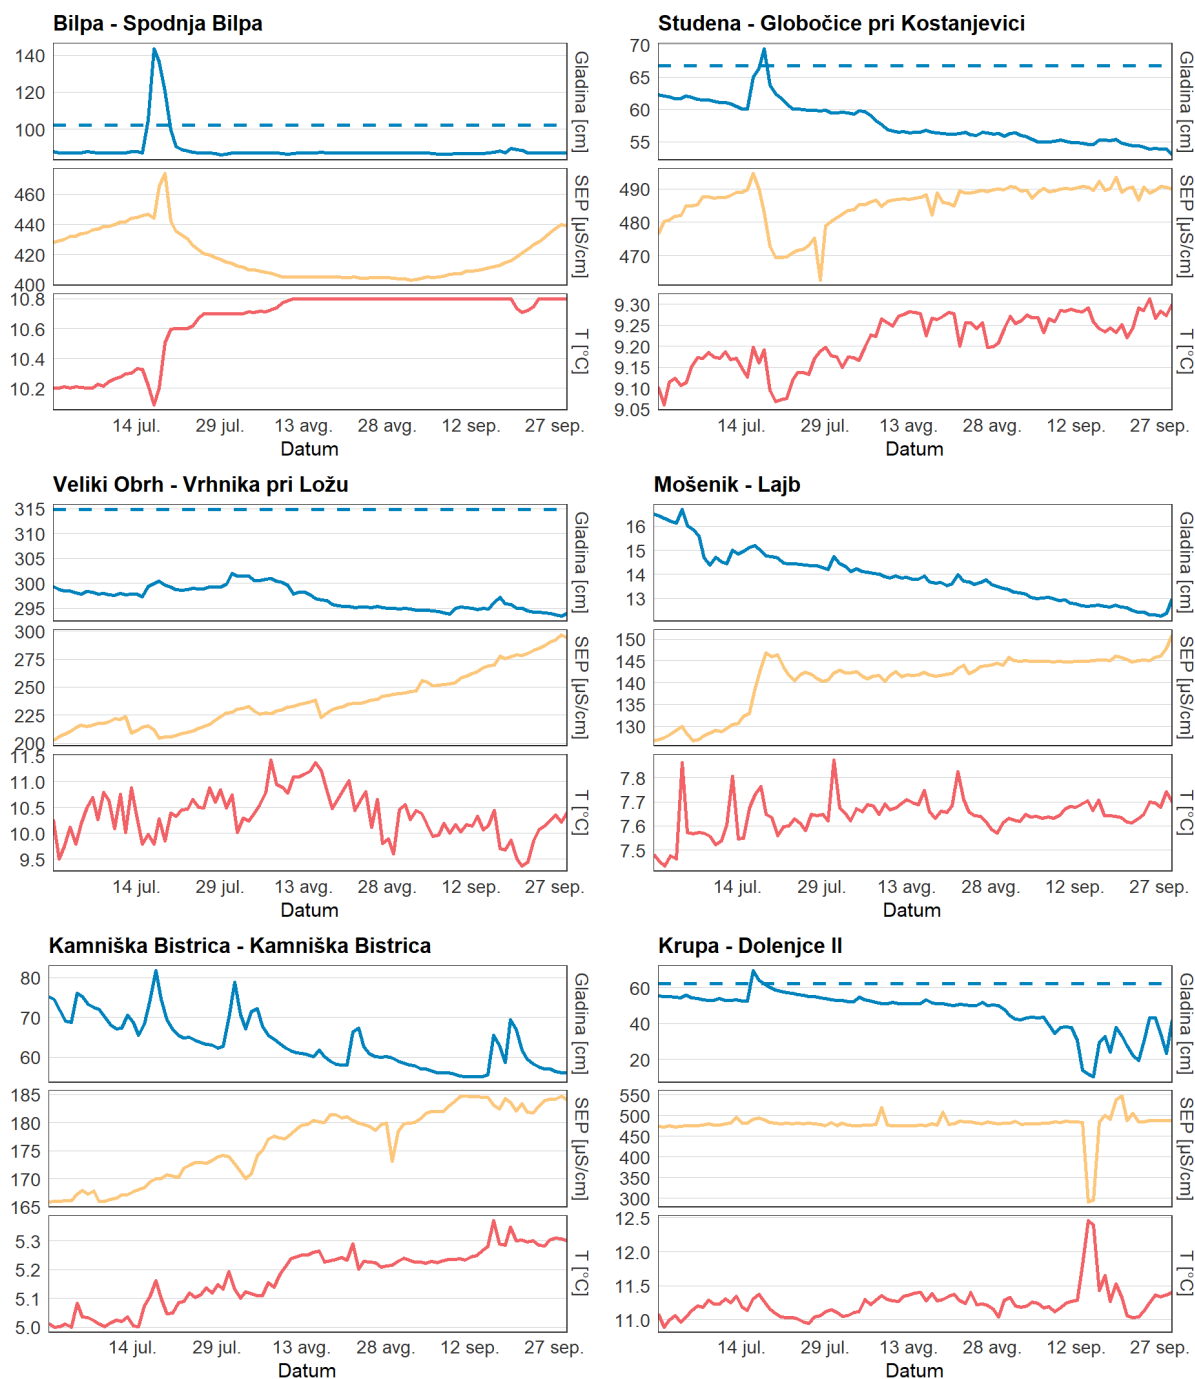 Bilpa - Spodnja Bilpa
140
120
100
Gladina [cm]
460
440
420
400
SEP [µS/cm]
10.8
10.6
10.4
10.2
T [°C]
14 jul. 29 jul. 13 avg. 28 avg. 12 sep. 27 sep.
Datum
Studena - Globočice pri Kostanjevici
70
65
60
55
Gladina [cm]
490
480
470
SEP [µS/cm]
9.30
9.25
9.20
9.15
9.10
9.05
T [°C]
14 jul. 29 jul. 13 avg. 28 avg. 12 sep. 27 sep.
Datum
Veliki Obrh - Vrhnika pri Ložu
315
310
305
300
295
Gladina [cm]
300
275
250
225
200
SEP [µS/cm]
11.5
11.0
10.5
10.0
9.5
T [°C]
14 jul. 29 jul. 13 avg. 28 avg. 12 sep. 27 sep.
Datum
Mošenik - Lajb
16
15
14
13
Gladina [cm]
150
145
140
130
SEP [µS/cm]
7.8
7.7
7.6
7.5
T [°C]
14 jul. 29 jul. 13 avg. 28 avg. 12 sep. 27 sep.
Datum
Kamniška Bistrica - Kamniška Bistrica
80
70
60
Gladina [cm]
185
180
175
170
165
SEP [µS/cm]
5.3
5.2
5.1
5.0
T [°C]
14 jul. 29 jul. 13 avg. 28 avg. 12 sep. 27 sep.
Datum
Krupa - Dolenjce II
60
40
20
Gladina [cm]
550
500
450
400
350
300
SEP [µS/cm]
12.5
12.0
11.5
11.0
T [°C]
14 jul. 29 jul. 13 avg. 28 avg. 12 sep. 27 sep.
Datum